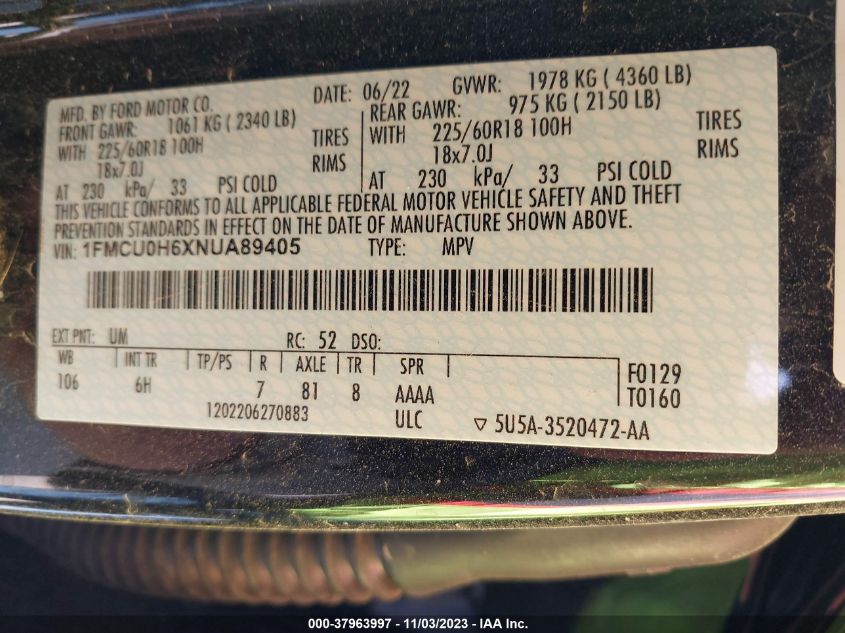 MFD. BY FORD MOTOR CO. DATE: 06/22 GVWR: 1978 KG ( 4360 LB)
FRONT GAWR: 1061 KG ( 2340 LB) REAR GAWR: 975 KG ( 2150 LB)
WITH 225/60R18 100H TIRES WITH 225/60R18 100H TIRES
18x7.0J RIMS 18x7.0J RIMS
AT 230 kPa/ 33 PSI COLD AT 230 kPa/ 33 PSI COLD
THIS VEHICLE CONFORMS TO ALL APPLICABLE FEDERAL MOTOR VEHICLE SAFETY AND THEFT
PREVENTION STANDARDS IN EFFECT ON THE DATE OF MANUFACTURE SHOWN ABOVE.
VIN: 1FMCU0H6XNUA89405 TYPE: MPV
EXT PNT: UM RC: 52 DSO:
WB INT TR TP/PS R AXLE TR SPR
106 6H 7 81 8 AAAA
F0129
T0160
1202206270883 ULC ▽ 5U5A-3520472-AA
000-37963997 - 11/03/2023 - IAA Inc.